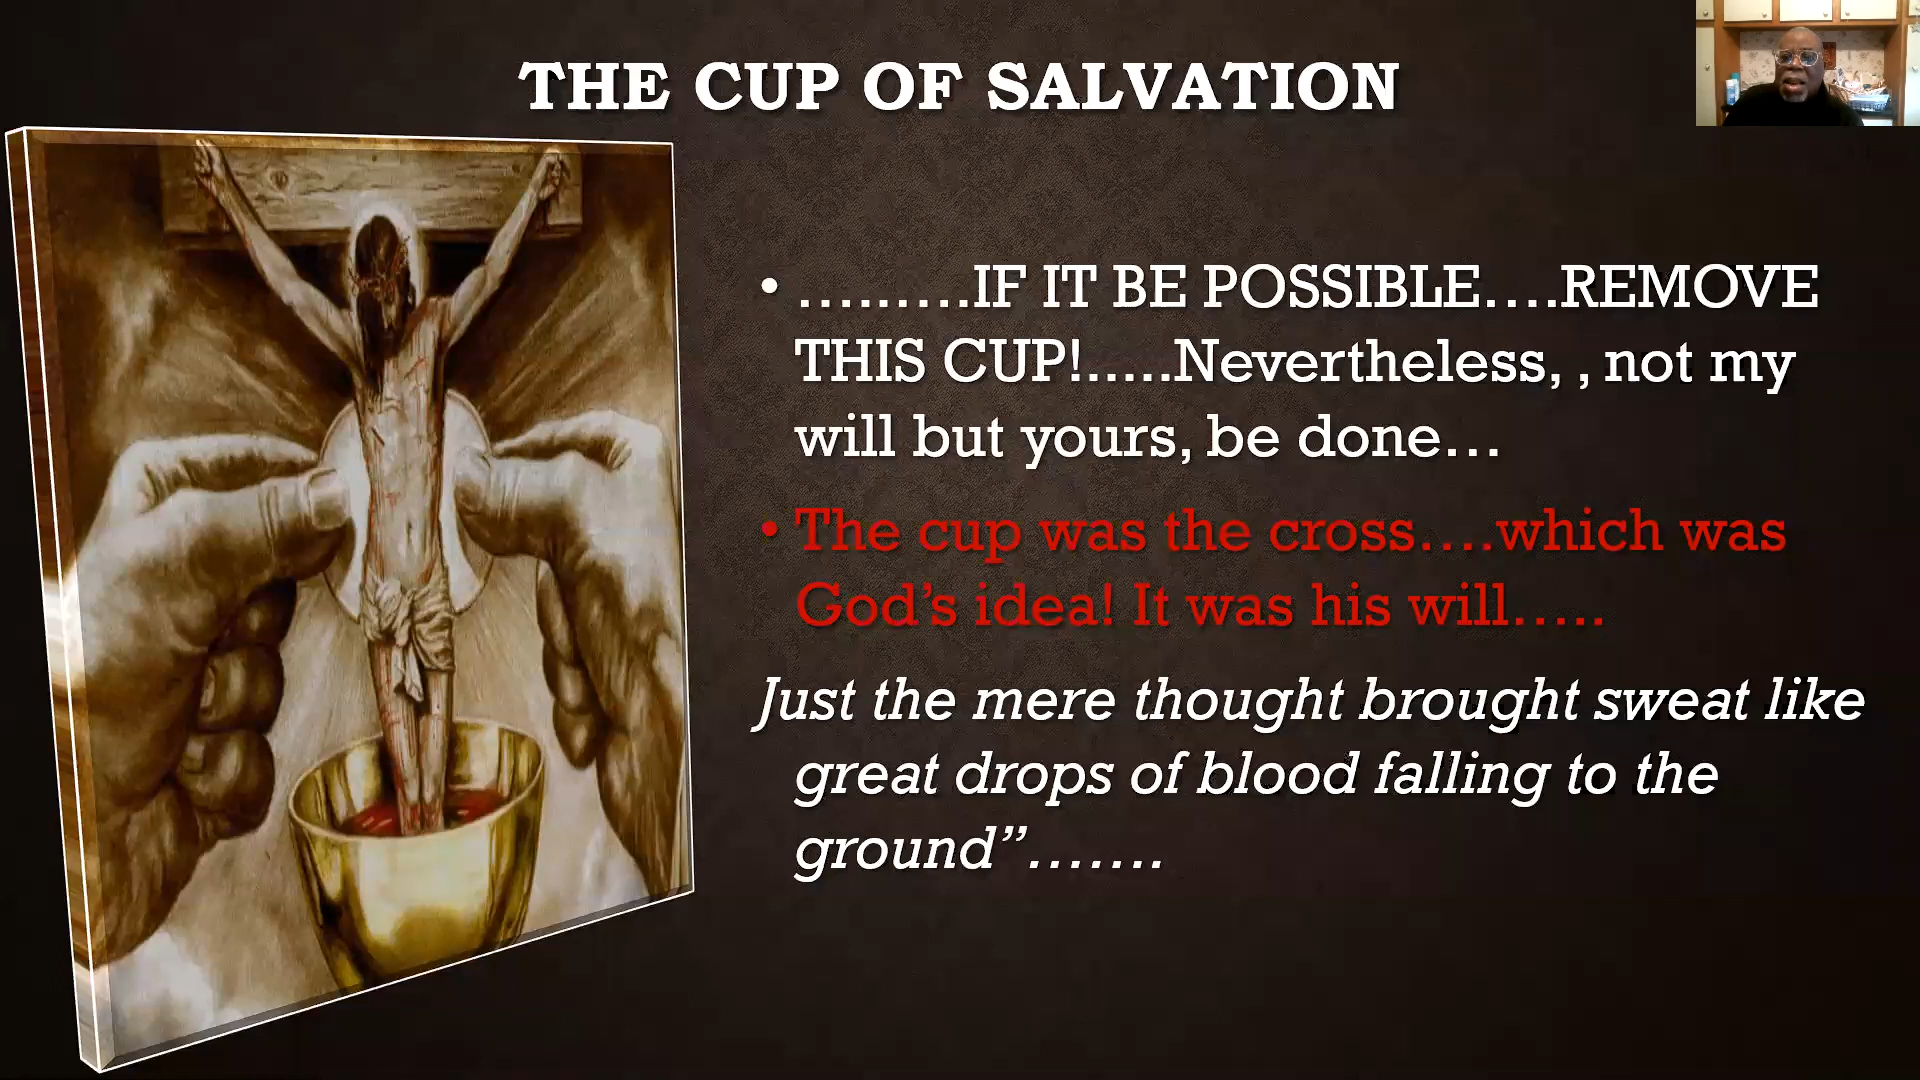 THE CUP OF SALVATION
• ……….IF IT BE POSSIBLE….REMOVE
THIS CUP!.....Nevertheless, , not my
will but yours, be done…
• The cup was the cross….which was
God’s idea! It was his will…..
Just the mere thought brought sweat like
great drops of blood falling to the
ground”…….